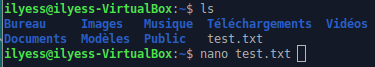 ilyess@ilyess-VirtualBox:~$ ls
Bureau Images Musique Téléchargements Vidéos
Documents Modèles Public test.txt
ilyess@ilyess-VirtualBox:~$ nano test.txt